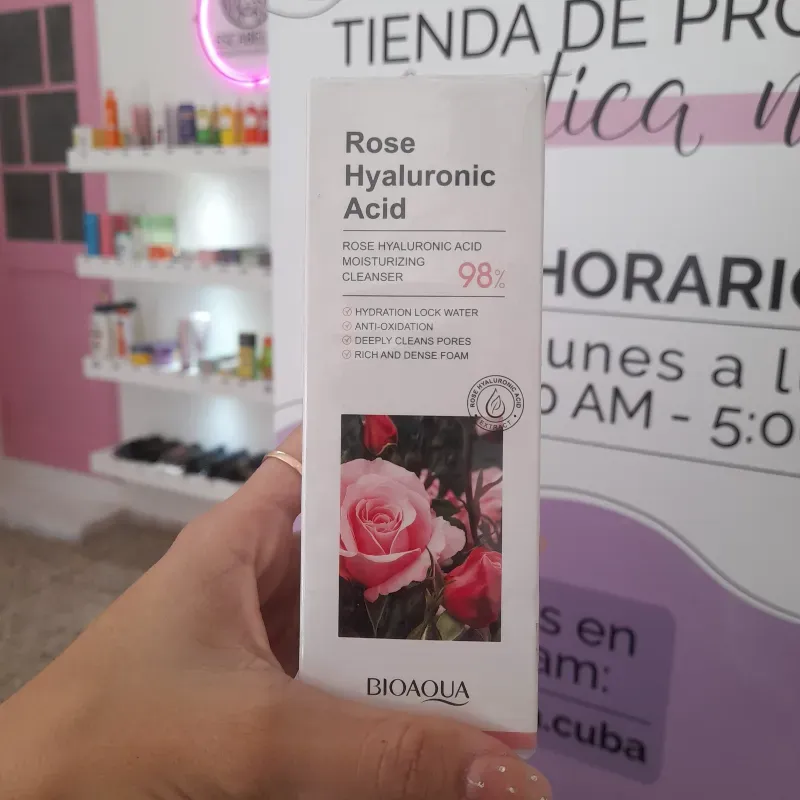 TIENDA DE PRO
tica
Rose
Hyaluronic
Acid
ROSE HYALURONIC ACID
MOISTURIZING
CLEANSER
98%
HYDRATION LOCK WATER
ANTI-OXIDATION
DEEPLY CLEANS PORES
RICH AND DENSE FOAM
ROSE HYALURONIC ACID
EXTRACT
BIOAQUA
HORARIO
unes a
AM - 5:0
s en
am:
.cuba